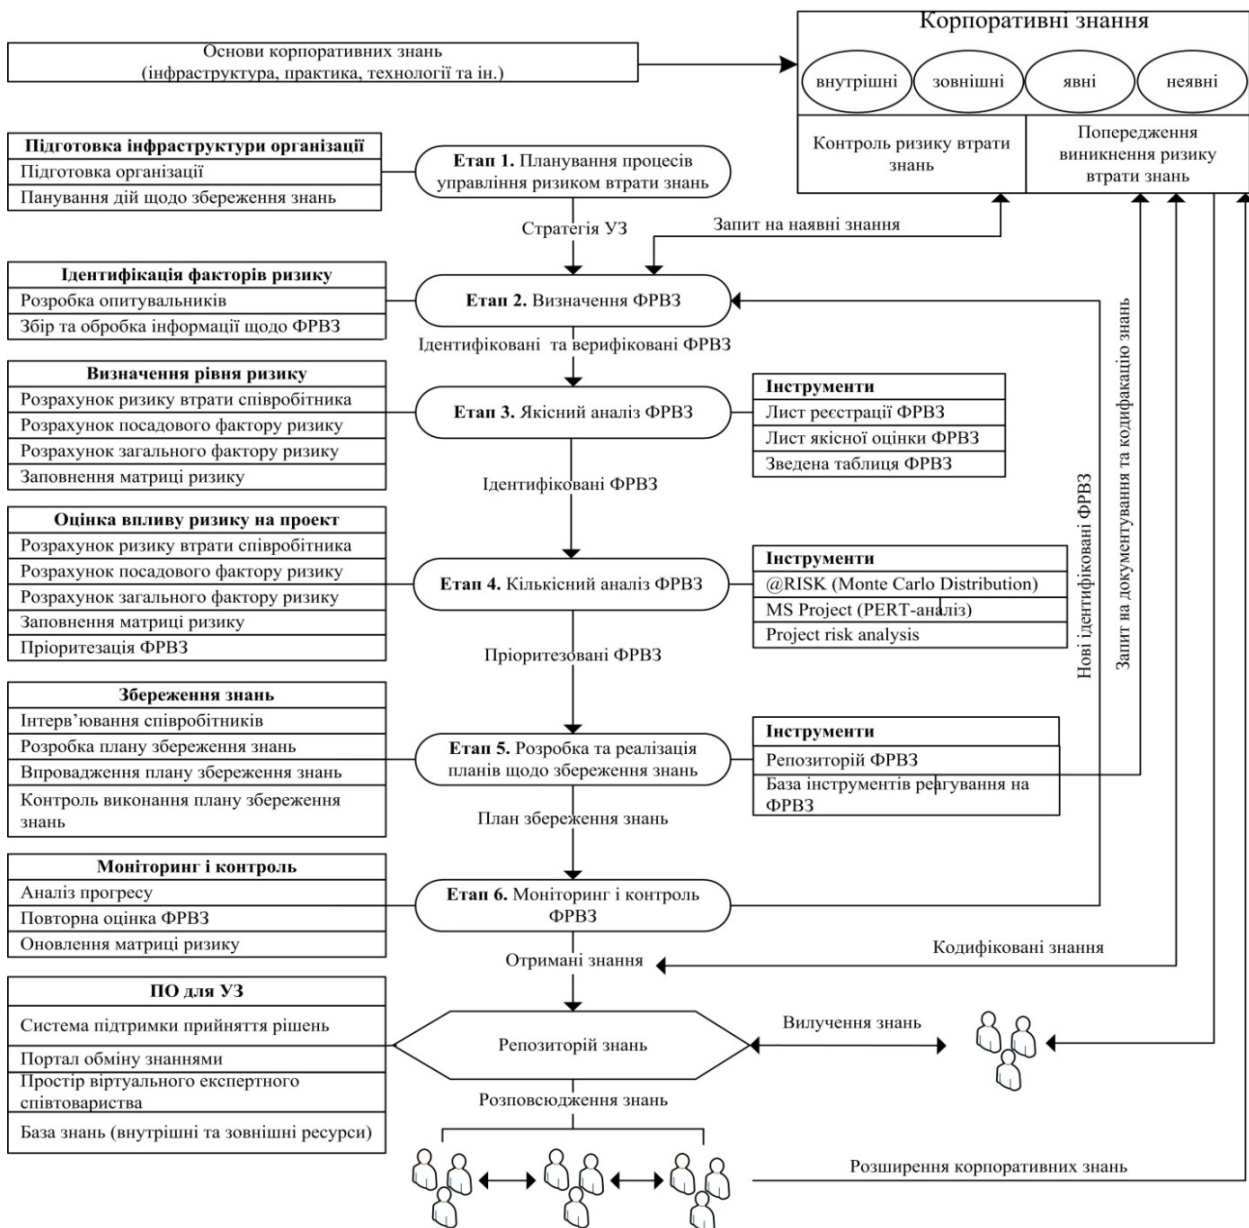 Корпоративні знання
Основи корпоративних знань
(інфраструктура, практика, технології та ін.)
внутрішні
зовнішні
явні
неявні
Контроль ризику втрати
знань
Попередження
виникнення ризику
втрати знань
Підготовка інфраструктури організації
Підготовка організації
Панування дій щодо збереження знань
Етап 1. Планування процесів
управління ризиком втрати знань
Стратегія УЗ
Запит на наявні знання
Ідентифікація факторів ризику
Розробка опитувальників
Збір та обробка інформації щодо ФРВЗ
Етап 2. Визначення ФРВЗ
Ідентифіковані та верифіковані ФРВЗ
Визначення рівня ризику
Розрахунок ризику втрати співробітника
Розрахунок посадового фактору ризику
Розрахунок загального фактору ризику
Заповнення матриці ризику
Етап 3. Якісний аналіз ФРВЗ
Інструменти
Лист реєстрації ФРВЗ
Лист якісної оцінки ФРВЗ
Зведена таблиця ФРВЗ
Ідентифіковані ФРВЗ
Оцінка впливу ризику на проект
Розрахунок ризику втрати співробітника
Розрахунок посадового фактору ризику
Розрахунок загального фактору ризику
Заповнення матриці ризику
Пріоритезація ФРВЗ
Етап 4. Кількісний аналіз ФРВЗ
Інструменти
@RISK (Monte Carlo Distribution)
MS Project (PERT-аналіз)
Project risk analysis
Пріоритезовані ФРВЗ
Нові ідентифіковані ФРВЗ
Запит на документування та кодифакацію знань
Збереження знань
Інтерв’ювання співробітників
Розробка плану збереження знань
Впровадження плану збереження знань
Контроль виконання плану збереження
знань
Етап 5. Розробка та реалізація
планів щодо збереження знань
Інструменти
Репозиторій ФРВЗ
База інструментів реагування на
ФРВЗ
План збереження знань
Моніторинг і контроль
Аналіз прогресу
Повторна оцінка ФРВЗ
Оновлення матриці ризику
Етап 6. Моніторинг і контроль
ФРВЗ
Отримані знання
Кодифіковані знання
ПО для УЗ
Система підтримки прийняття рішень
Портал обміну знаннями
Простір віртуального експертного
співтовариства
База знань (внутрішні та зовнішні ресурси)
Репозиторій знань
Вилучення знань
Розповсюдження знань
Розширення корпоративних знань